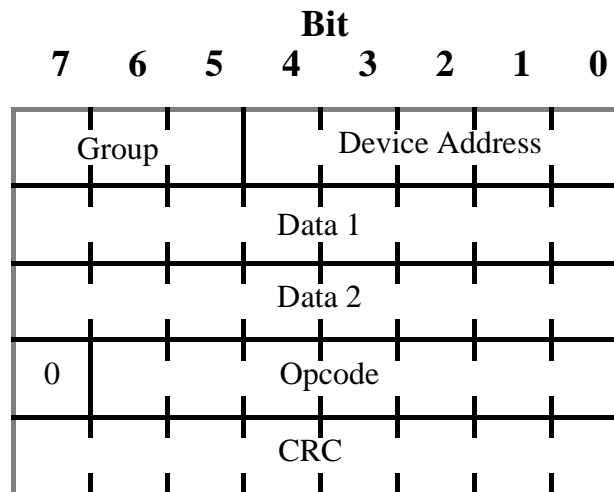 Bit
7 6 5 4 3 2 1 0
Group Device Address
Data 1
Data 2
0 Opcode
CRC